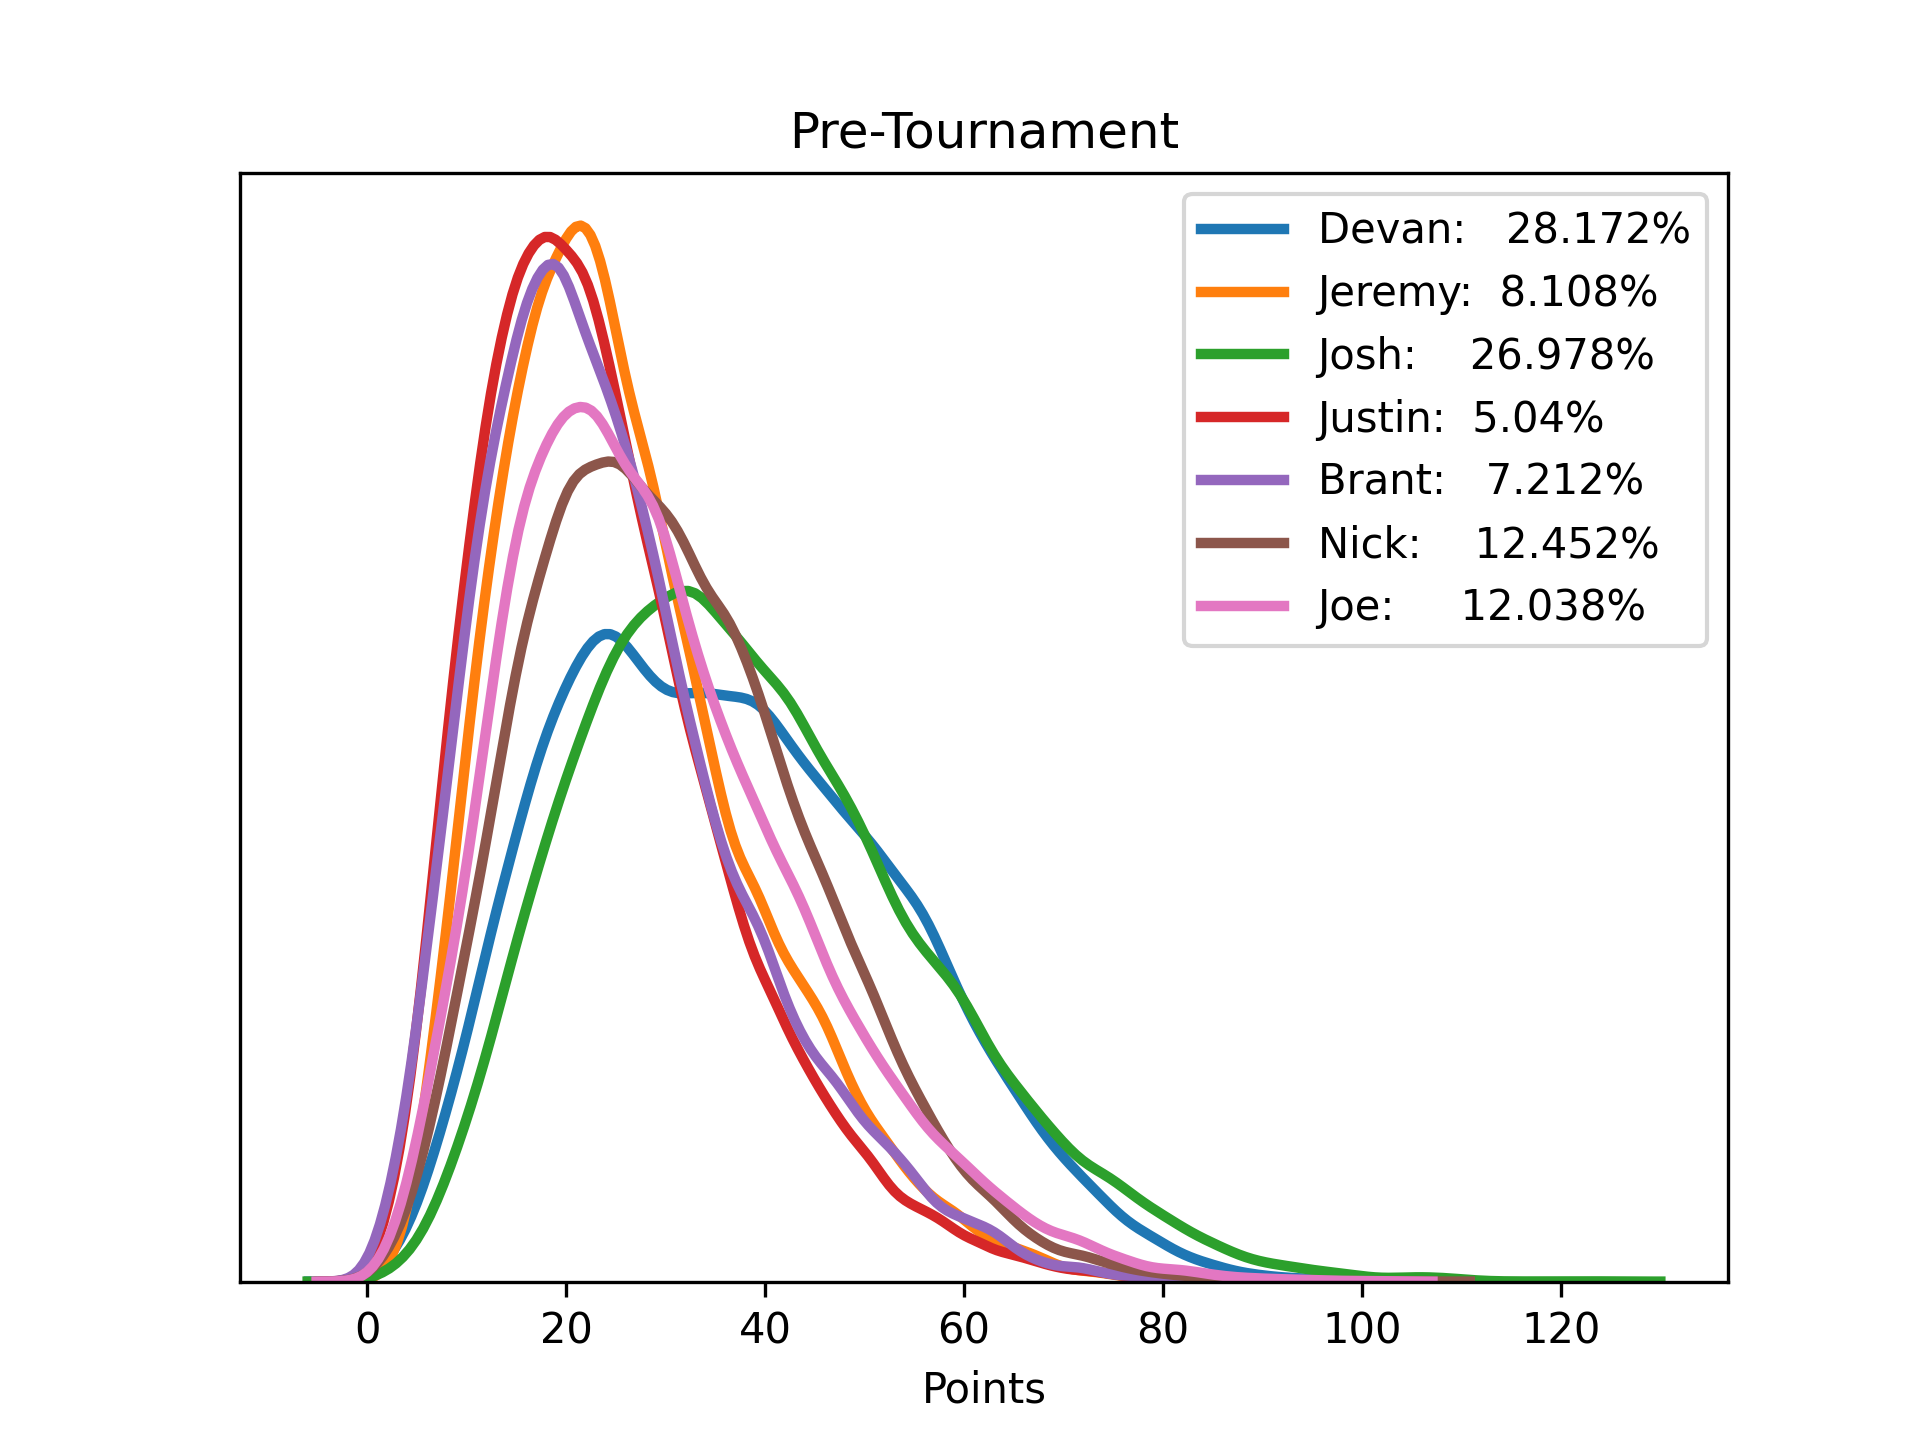 Pre-Tournament
Devan: 28.172%
Jeremy: 8.108%
Josh: 26.978%
Justin: 5.04%
Brant: 7.212%
Nick: 12.452%
Joe: 12.038%
0 20 40 60 80 100 120
Points